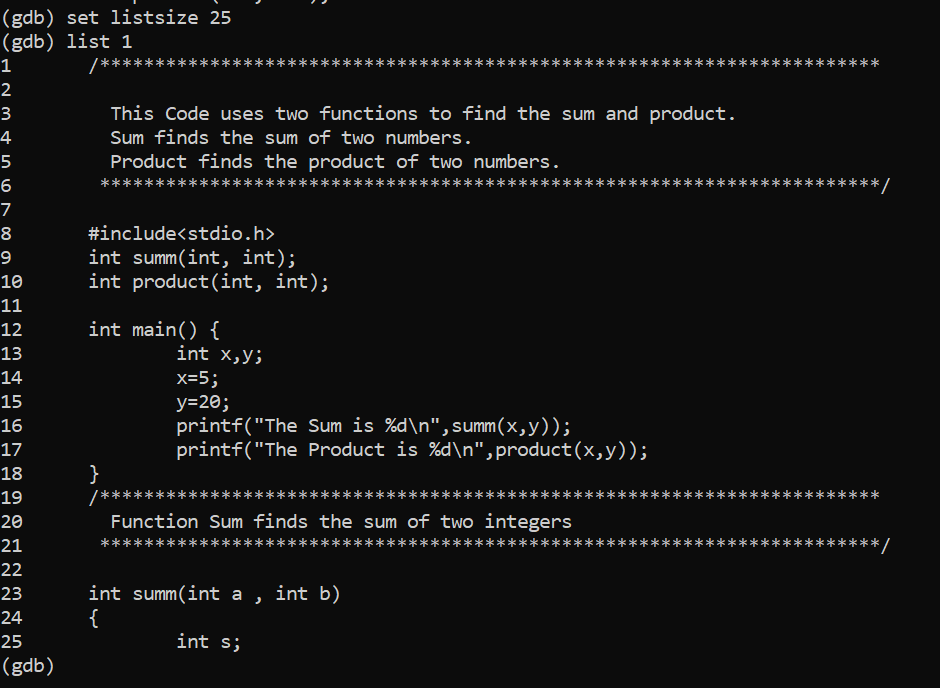 (gdb) set listsize 25
(gdb) list 1
1       /***********************************************************************
2
3         This Code uses two functions to find the sum and product.
4         Sum finds the sum of two numbers.
5         Product finds the product of two numbers.
6        ***********************************************************************/
7
8       #include<stdio.h>
9       int summ(int, int);
10      int product(int, int);
11
12      int main() {
13              int x,y;
14              x=5;
15              y=20;
16              printf("The Sum is %d\n",summ(x,y));
17              printf("The Product is %d\n",product(x,y));
18      }
19      /***********************************************************************
20        Function Sum finds the sum of two integers
21       ***********************************************************************/
22
23      int summ(int a , int b)
24      {
25              int s;
(gdb)